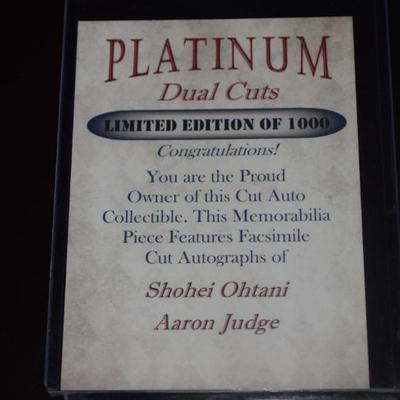 PLATINUM
Dual Cuts
LIMITED EDITION OF 1000
Congratulations!
You are the Proud
Owner of this Cut Auto
Collectible. This Memorabilia
Piece Features Facsimile
Cut Autographs of
Shohei Ohtani
Aaron Judge